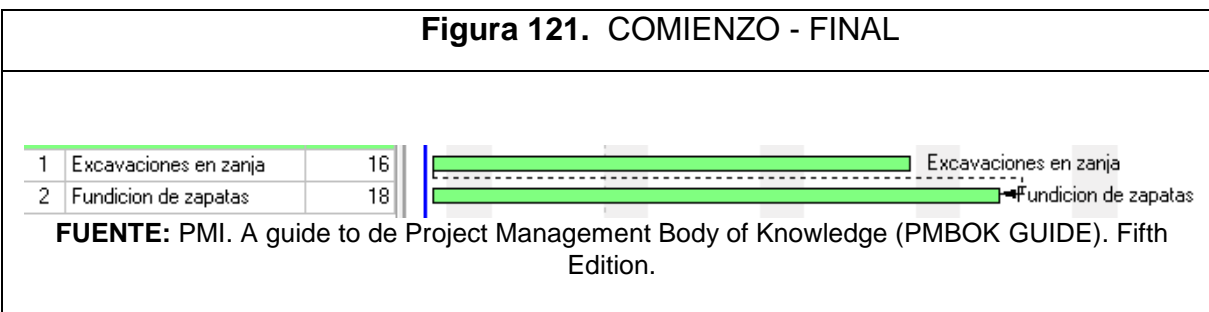 Figura 121. COMIENZO - FINAL
1 Excavaciones en zanja 16 Excavaciones en zanja
2 Fundicion de zapatas 18 Fundicion de zapatas
FUENTE: PMI. A guide to de Project Management Body of Knowledge (PMBOK GUIDE). Fifth
Edition.